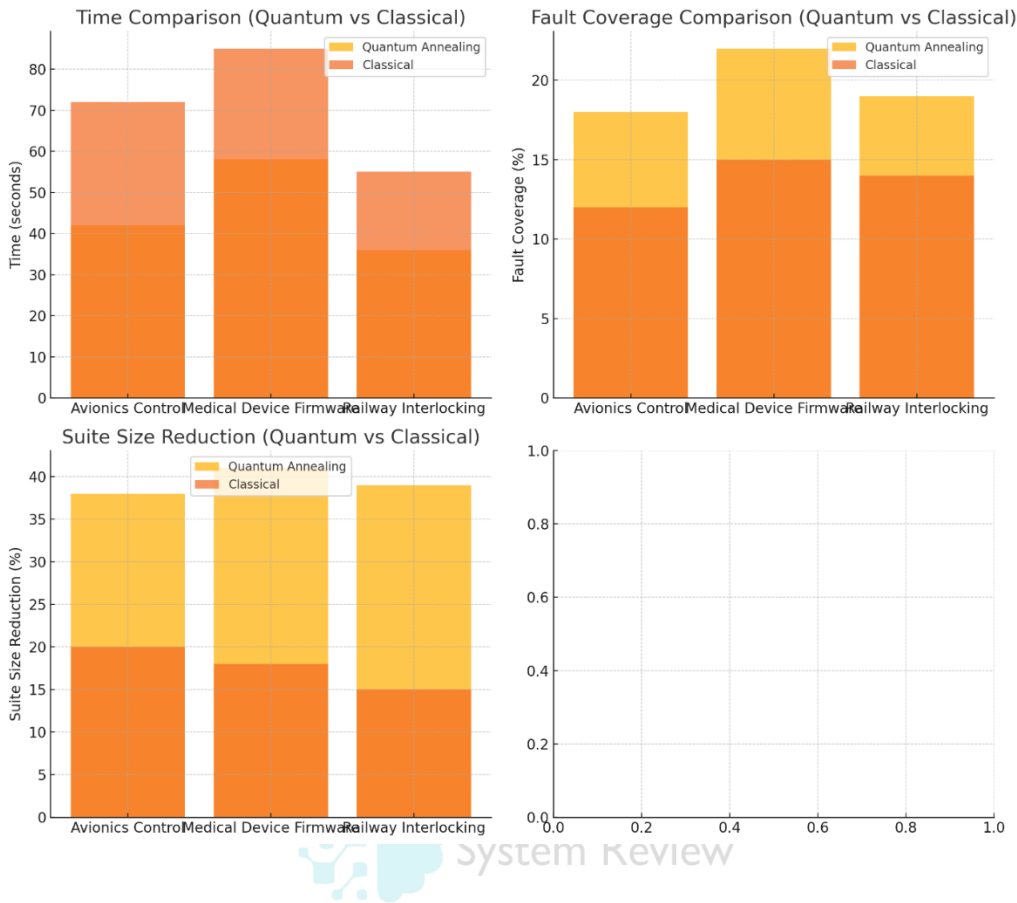 Time Comparison (Quantum vs Classical)
Quantum Annealing
Classical
Time (seconds)
80
70
60
50
40
30
20
10
0
Avionics Control
Medical Device Firmware
Railway Interlocking
Fault Coverage Comparison (Quantum vs Classical)
Quantum Annealing
Classical
Fault Coverage (%)
20
15
10
5
0
Avionics Control
Medical Device Firmware
Railway Interlocking
Suite Size Reduction (Quantum vs Classical)
Quantum Annealing
Classical
Suite Size Reduction (%)
40
35
30
25
20
15
10
5
0
Avionics Control
Medical Device Firmware
Railway Interlocking
1.0
0.8
0.6
0.4
0.2
0.0
0.0 0.2 0.4 0.6 0.8 1.0
System Review